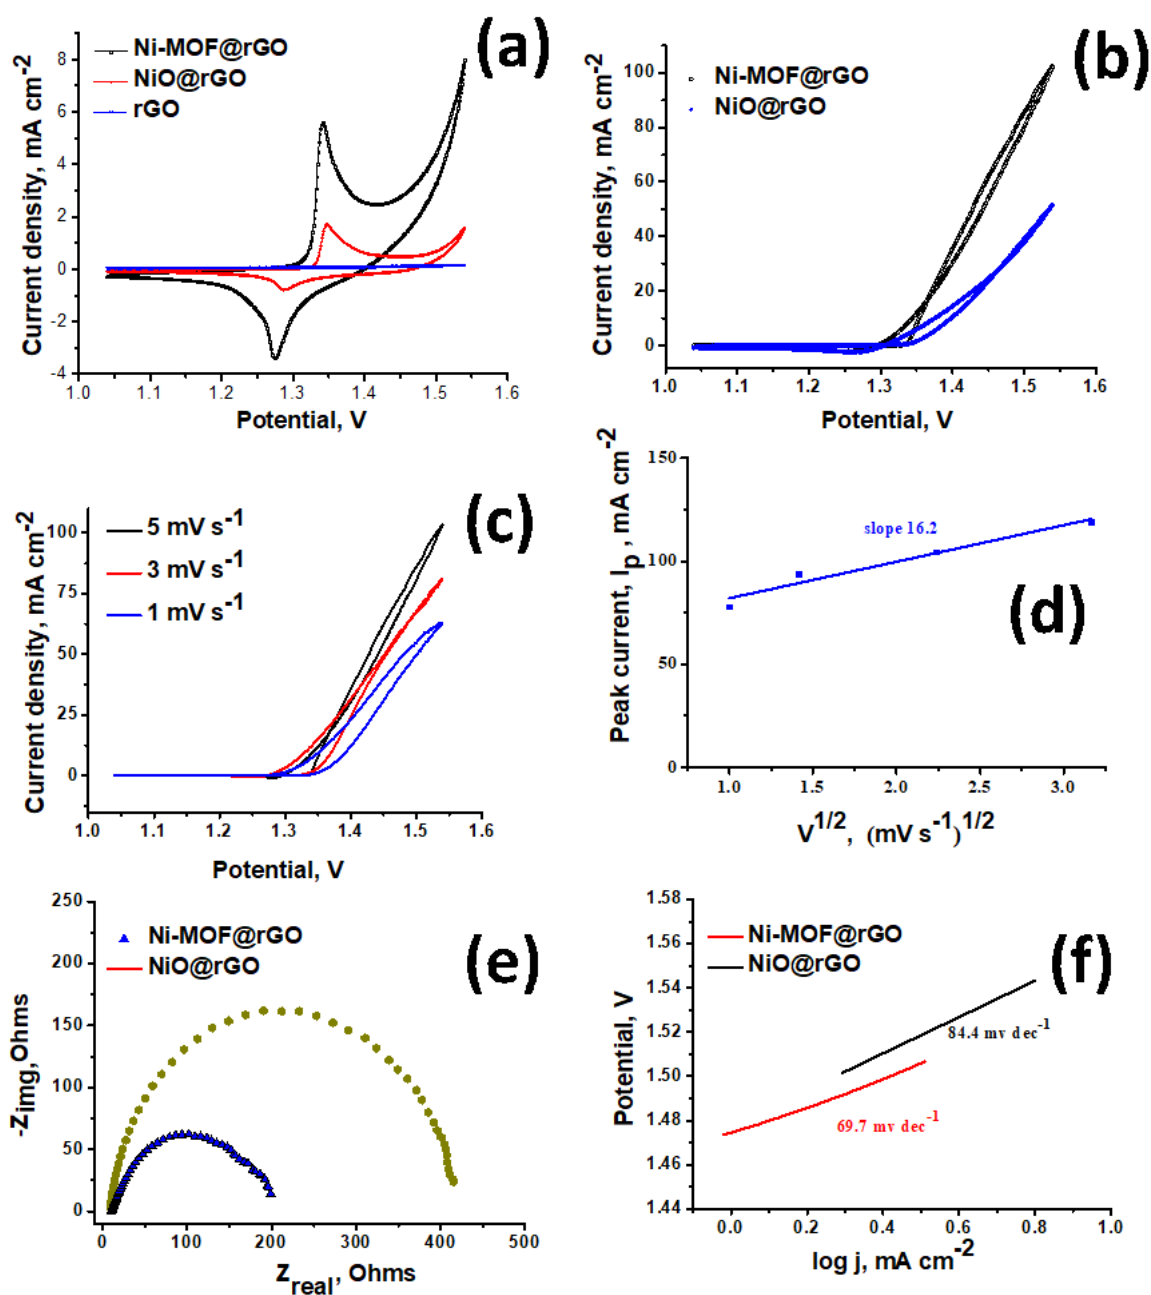 (a)
Ni-MOF@rGO
NiO@rGO
rGO
8
6
4
2
0
-2
-4
1.0 1.1 1.2 1.3 1.4 1.5 1.6
Current density, mA cm-2
Potential, V
(b)
Ni-MOF@rGO
NiO@rGO
100
80
60
40
20
0
1.0 1.1 1.2 1.3 1.4 1.5 1.6
Current density, mA cm-2
Potential, V
(c)
5 mV s-1
3 mV s-1
1 mV s-1
100
75
50
25
0
1.0 1.1 1.2 1.3 1.4 1.5 1.6
Current density, mA cm-2
Potential, V
(d)
slope 16.2
150
100
50
0
1.0 1.5 2.0 2.5 3.0
Peak current, Ip, mA cm-2
V1/2, (mV s-1)1/2
(e)
Ni-MOF@rGO
NiO@rGO
250
200
150
100
50
0
0 100 200 300 400 500
-Zimg,Ohms
Zreal, Ohms
(f)
Ni-MOF@rGO
NiO@rGO
84.4 mv dec-1
69.7 mv dec-1
1.58
1.56
1.54
1.52
1.50
1.48
1.46
1.44
0.0 0.2 0.4 0.6 0.8 1.0
Potential, V
log j, mA cm-2